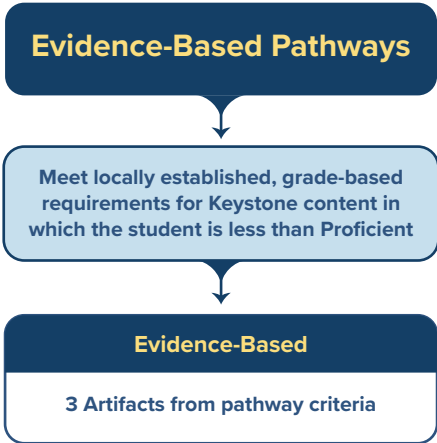 Evidence-Based Pathways
Meet locally established, grade-based
requirements for Keystone content in
which the student is less than Proficient
Evidence-Based
3 Artifacts from pathway criteria